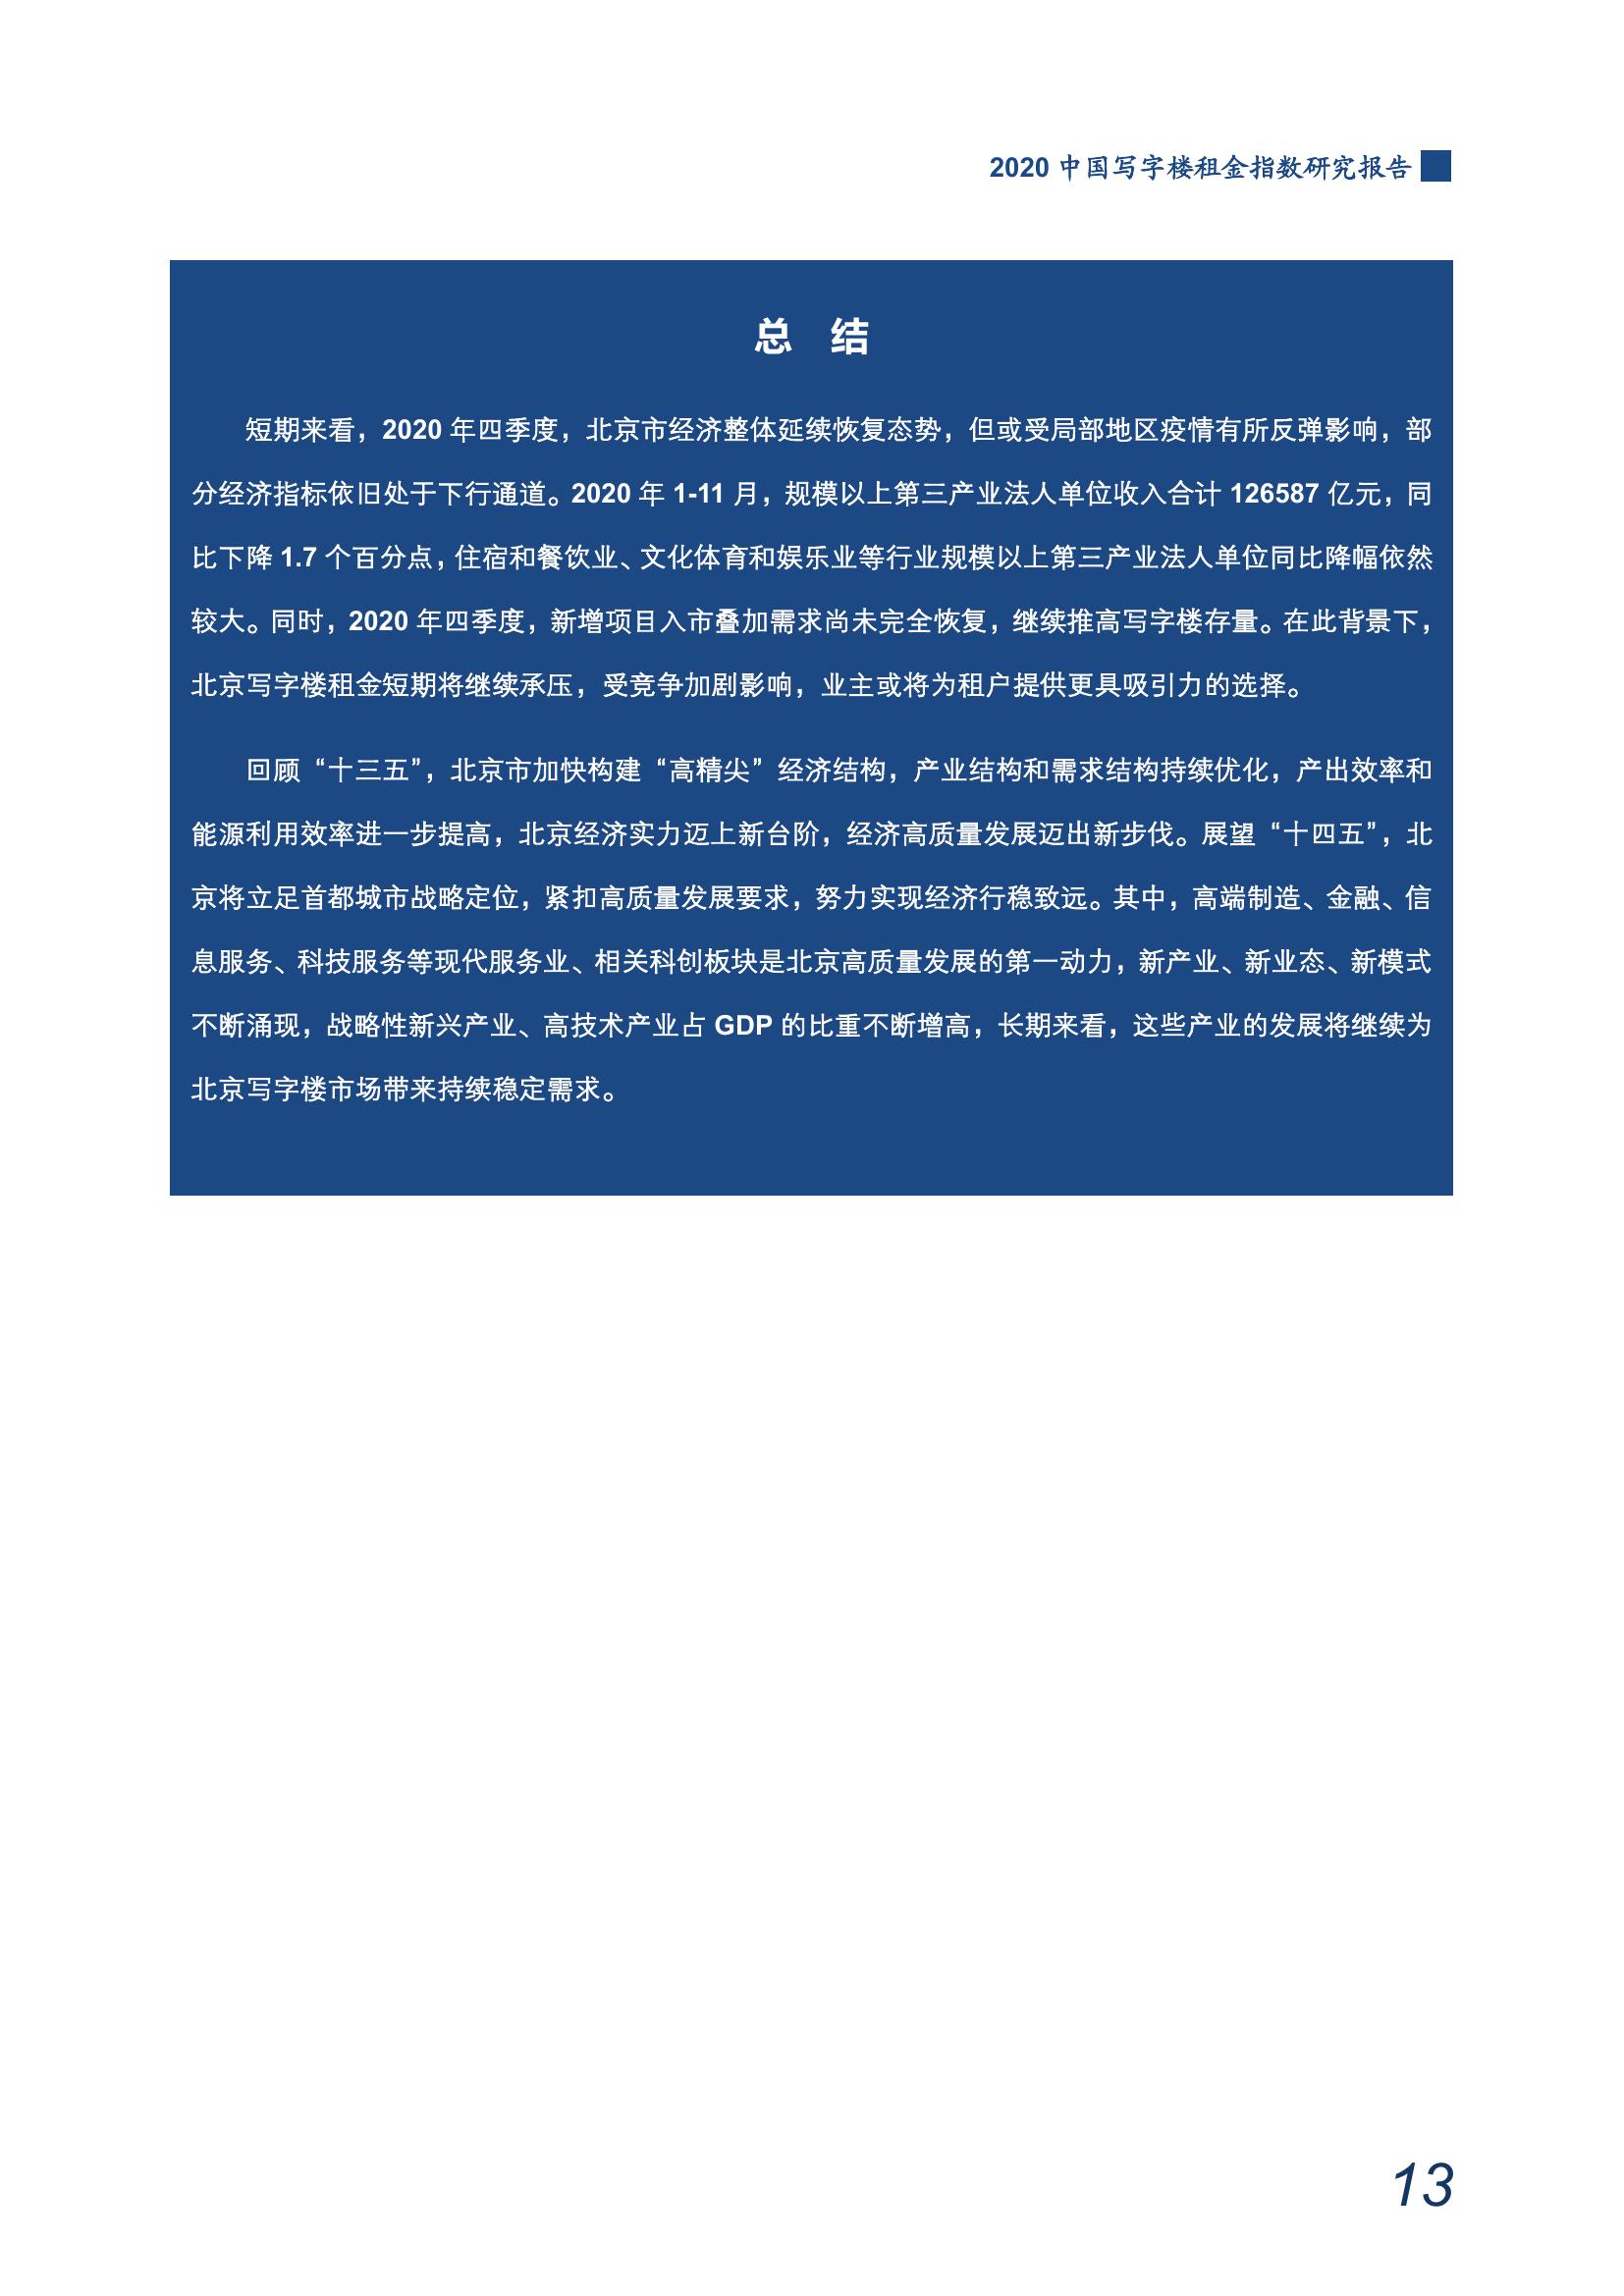 2020 中国写字楼租金指数研究报告
总 结
短期来看，2020 年四季度，北京市经济整体延续恢复态势，但或受局部地区疫情有所反弹影响，部
分经济指标依旧处于下行通道。2020 年 1-11 月，规模以上第三产业法人单位收入合计 126587 亿元，同
比下降 1.7 个百分点，住宿和餐饮业、文化体育和娱乐业等行业规模以上第三产业法人单位同比降幅依然
较大。同时，2020 年四季度，新增项目入市叠加需求尚未完全恢复，继续推高写字楼存量。在此背景下，
北京写字楼租金短期将继续承压，受竞争加剧影响，业主或将为租户提供更具吸引力的选择。
回顾“十三五”，北京市加快构建“高精尖”经济结构，产业结构和需求结构持续优化，产出效率和
能源利用效率进一步提高，北京经济实力迈上新台阶，经济高质量发展迈出新步伐。展望“十四五”，北
京将立足首都城市战略定位，紧扣高质量发展要求，努力实现经济行稳致远。其中，高端制造、金融、信
息服务、科技服务等现代服务业、相关科创板块是北京高质量发展的第一动力，新产业、新业态、新模式
不断涌现，战略性新兴产业、高技术产业占 GDP 的比重不断增高，长期来看，这些产业的发展将继续为
北京写字楼市场带来持续稳定需求。
13